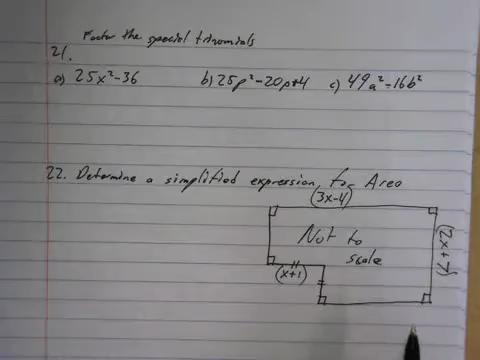 Factor the special trinomials
21.
a) 25x²-36 b) 25p²-20p+4 c) 49a²-16b²
22. Determine a simplified expression for Area
(3x-4)
Not to
scale
(2x+7)
(x+1)